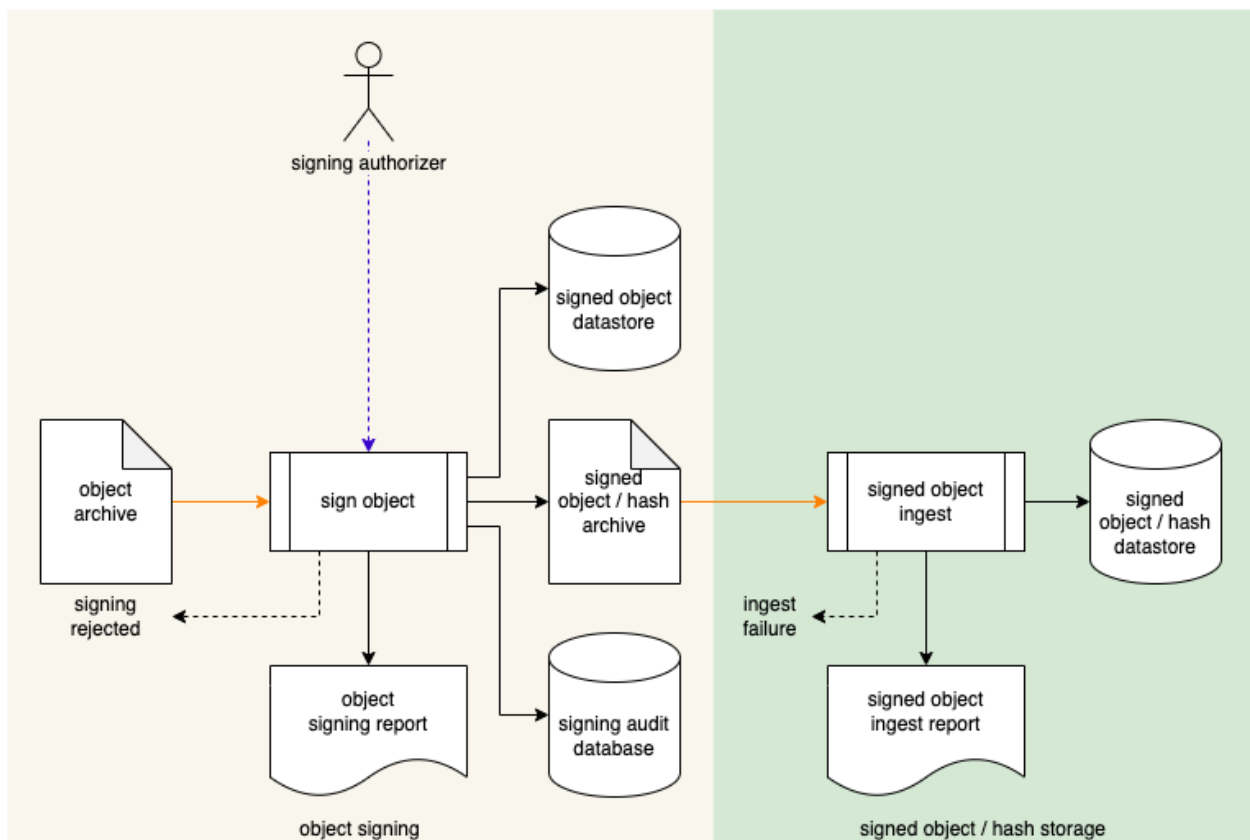 signing authorizer
signed object
datastore
object
archive
sign object
signed
object / hash
archive
signed object
ingest
signed
object / hash
datastore
signing
rejected
ingest
failure
object
signing report
signing audit
database
signed object
ingest report
object signing
signed object / hash storage